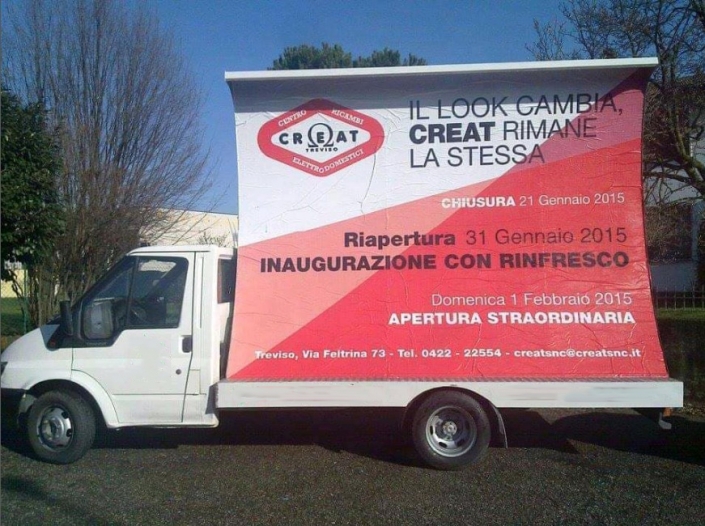 CENTRO RICAMBI
CREAT
TREVISO
ELETTRODOMESTICI
IL LOOK CAMBIA,
CREAT RIMANE
LA STESSA
CHIUSURA 21 Gennaio 2015
Riapertura 31 Gennaio 2015
INAUGURAZIONE CON RINFRESCO
Domenica 1 Febbraio 2015
APERTURA STRAORDINARIA
Treviso, Via Feltrina 73 - Tel. 0422 - 22554 - creatsnc@creatsnc.it